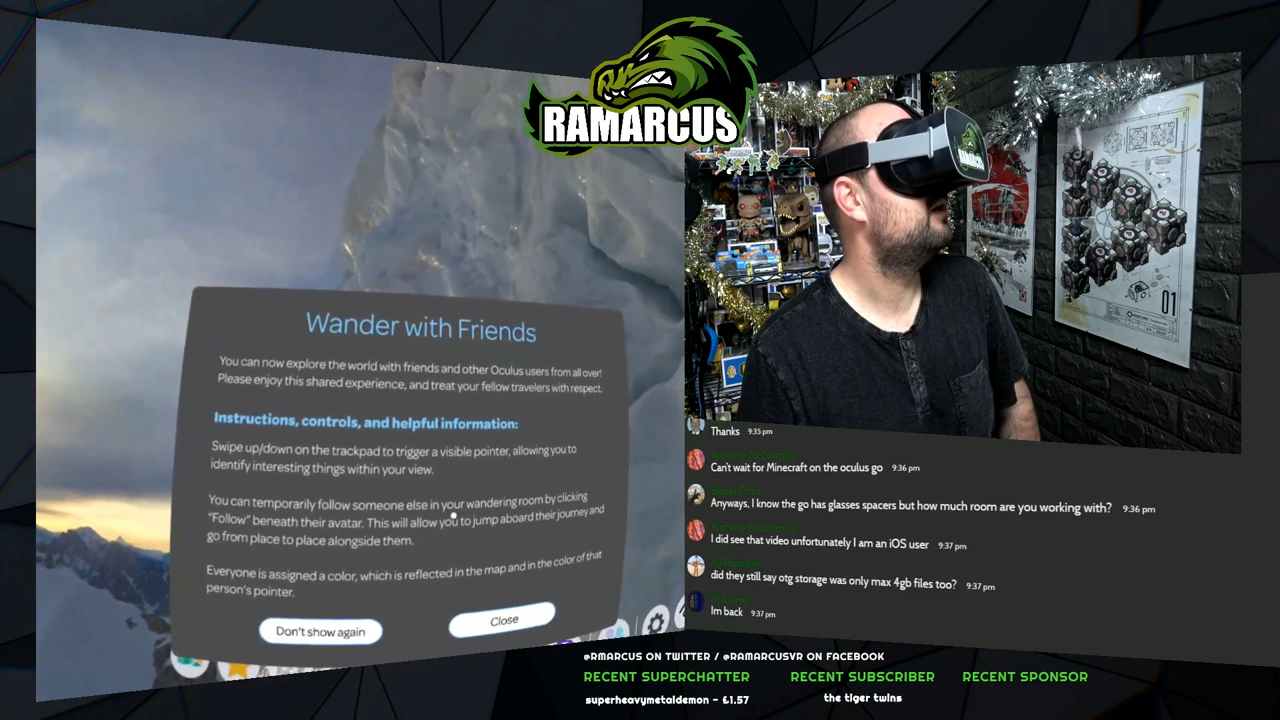 RAMARCUS
Wander with Friends
You can now explore the world with friends and other Oculus users from all over!
Please enjoy this shared experience, and treat your fellow travelers with respect.
Instructions, controls, and helpful information:
Swipe up/down on the trackpad to trigger a visible pointer, allowing you to
identify interesting things within your view.
You can temporarily follow someone else in your wandering room by clicking
"Follow" beneath their avatar. This will allow you to jump aboard their journey and
go from place to place alongside them.
Everyone is assigned a color, which is reflected in the map and in the color of that
person's pointer.
Don't show again
Close
01
Thanks 9:35 pm
Can't wait for Minecraft on the oculus go 9:36 pm
Anyways, I know the go has glasses spacers but how much room are you working with? 9:36 pm
I did see that video unfortunately I am an iOS user 9:37 pm
did they still say otg storage was only max 4gb files too? 9:37 pm
Im back 9:37 pm
@RMARCUS ON TWITTER / @RAMARCUSVR ON FACEBOOK
RECENT SUPERCHATTER
RECENT SUBSCRIBER
RECENT SPONSOR
superheavymetaldemon - £1.57
the tiger twins